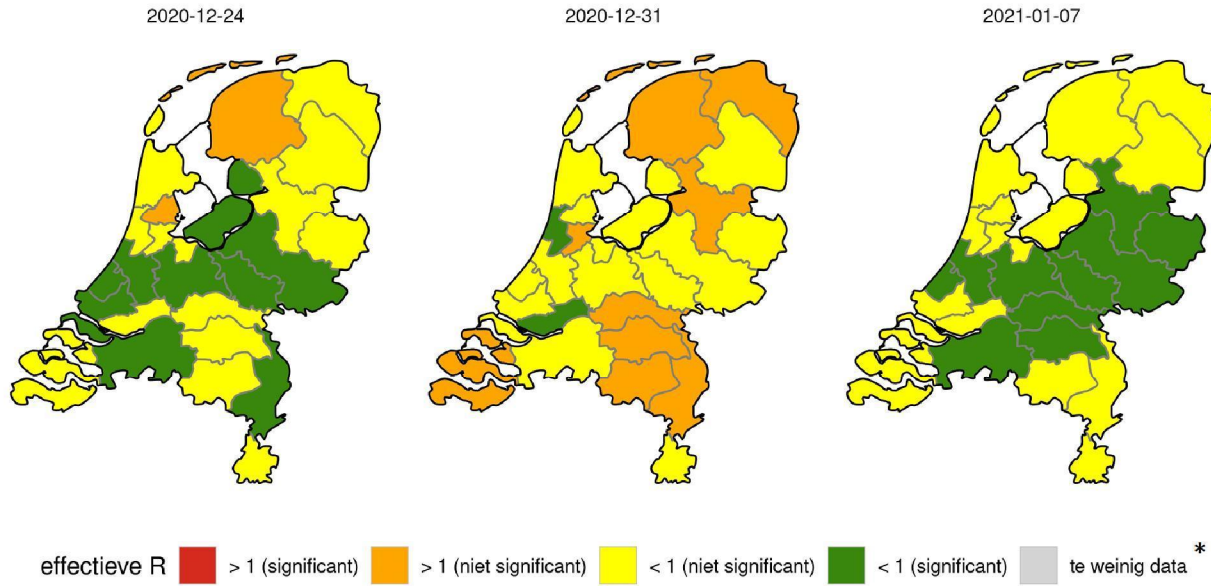 2020-12-24 2020-12-31 2021-01-07
effectieve R > 1 (significant) > 1 (niet significant) < 1 (niet significant) < 1 (significant) te weinig data *